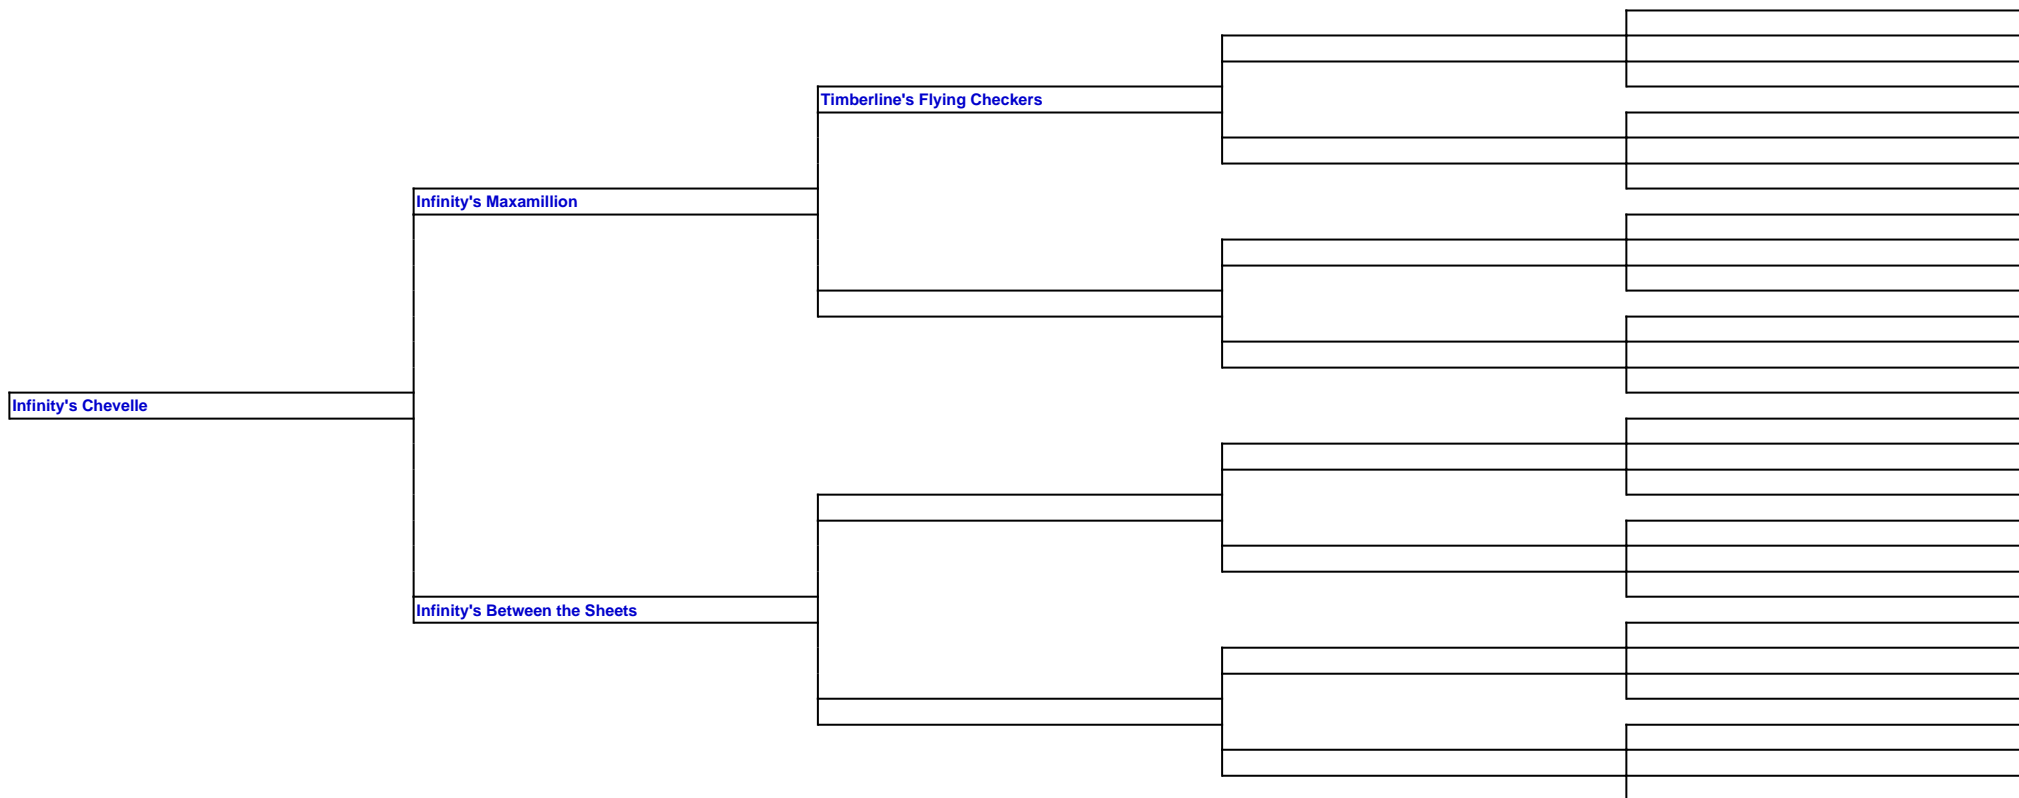 Timberline's Flying Checkers
Infinity's Maxamillion
Infinity's Chevelle
Infinity's Between the Sheets